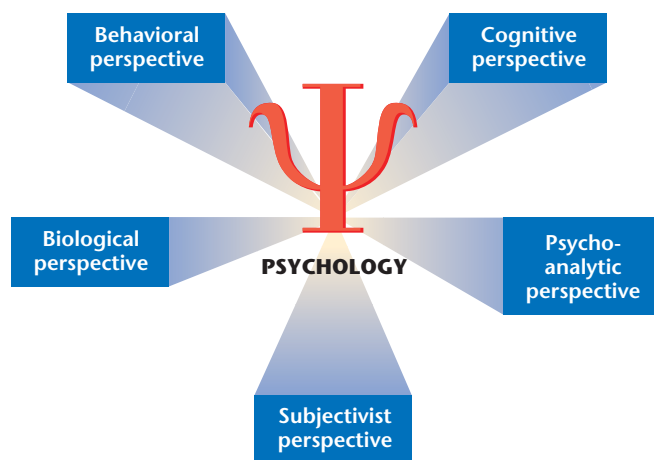 Behavioral
perspective
Cognitive
perspective
Ψ
Biological
perspective
PSYCHOLOGY
Psycho-
analytic
perspective
Subjectivist
perspective